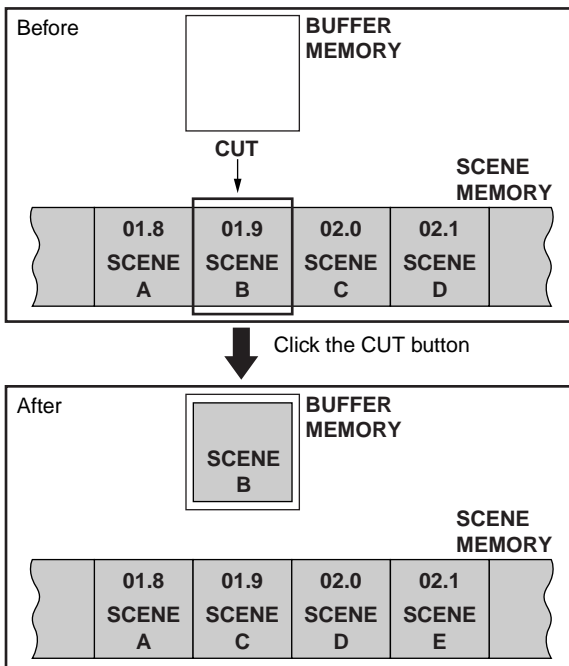 Before
BUFFER
MEMORY
CUT
SCENE
MEMORY
01.8 01.9 02.0 02.1
SCENE SCENE SCENE SCENE
A B C D
Click the CUT button
After
BUFFER
MEMORY
SCENE
B
SCENE
MEMORY
01.8 01.9 02.0 02.1
SCENE SCENE SCENE SCENE
A C D E